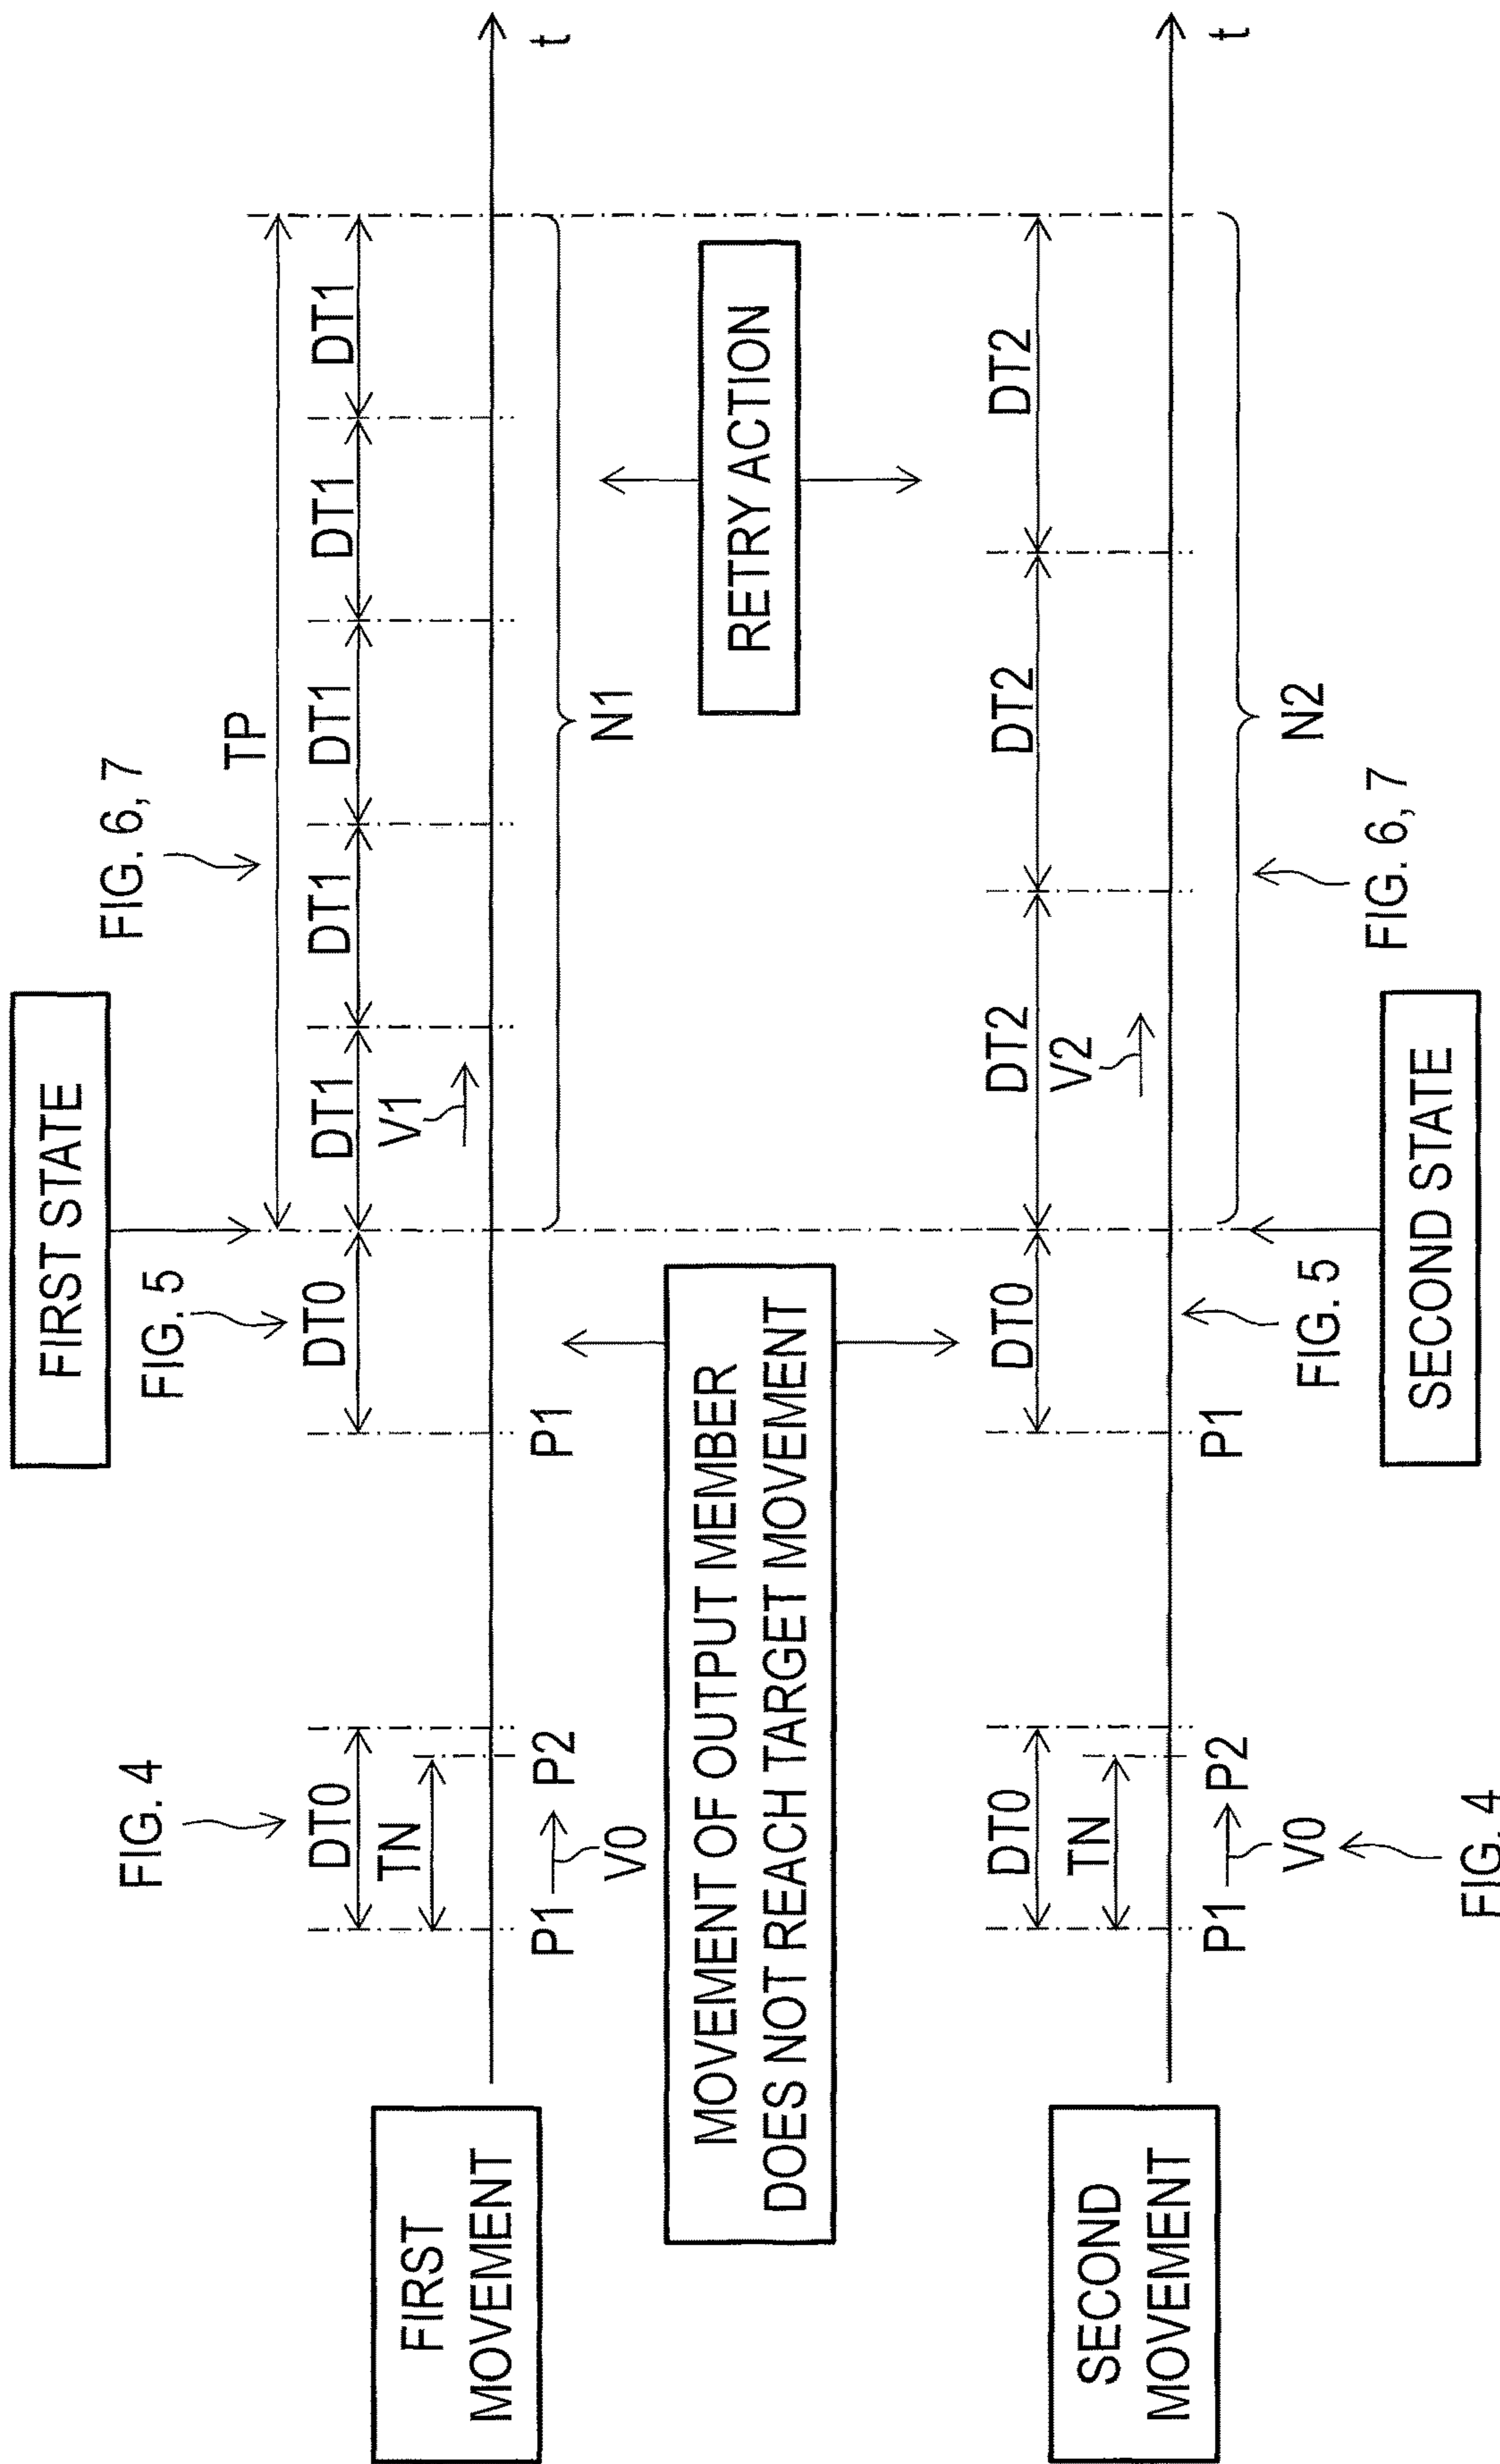 FIRST STATE
FIG. 6, 7
TP
FIG. 5
FIG. 4
DT0
DT0
DT1
DT1
DT1
DT1
DT1
TN
V1
FIRST
MOVEMENT
t
P1
P2
P1
N1
V0
MOVEMENT OF OUTPUT MEMBER
DOES NOT REACH TARGET MOVEMENT
RETRY ACTION
DT0
DT0
DT2
DT2
DT2
TN
V2
SECOND
MOVEMENT
t
P1
P2
P1
V0
N2
FIG. 5
FIG. 6, 7
SECOND STATE
FIG. 4